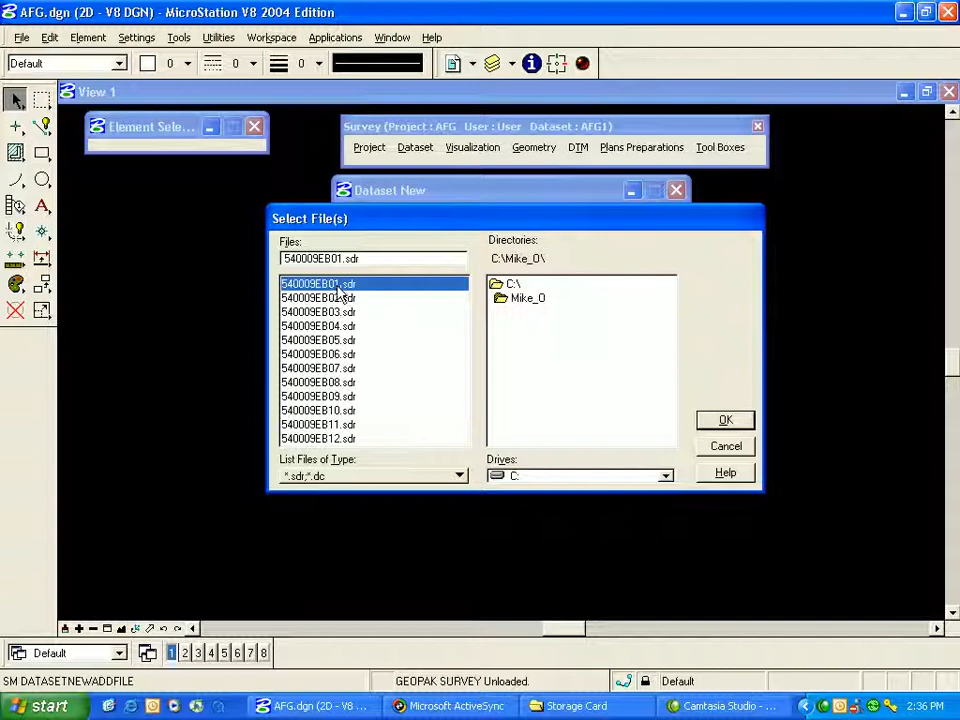 AFG.dgn (2D - V8 DGN) - MicroStation V8 2004 Edition
File Edit Element Settings Tools Utilities Workspace Applications Window Help
Default 0 0 0
View 1
Element Sele...
Survey (Project : AFG User : User Dataset : AFG1)
Project Dataset Visualization Geometry DTM Plans Preparations Tool Boxes
Dataset New
Select File(s)
Files:
540009EB01.sdr
540009EB01.sdr
540009EB02.sdr
540009EB03.sdr
540009EB04.sdr
540009EB05.sdr
540009EB06.sdr
540009EB07.sdr
540009EB08.sdr
540009EB09.sdr
540009EB10.sdr
540009EB11.sdr
540009EB12.sdr
List Files of Type:
*.sdr;*.dc
Directories:
C:\Mike_O\
C:\
Mike_O
Drives:
C:
OK
Cancel
Help
Default 1 2 3 4 5 6 7 8
SM DATASETNEWADDFILE GEOPAK SURVEY Unloaded. Default
start AFG.dgn (2D - V8 ... Microsoft ActiveSync Storage Card Camtasia Studio - ... 2:36 PM